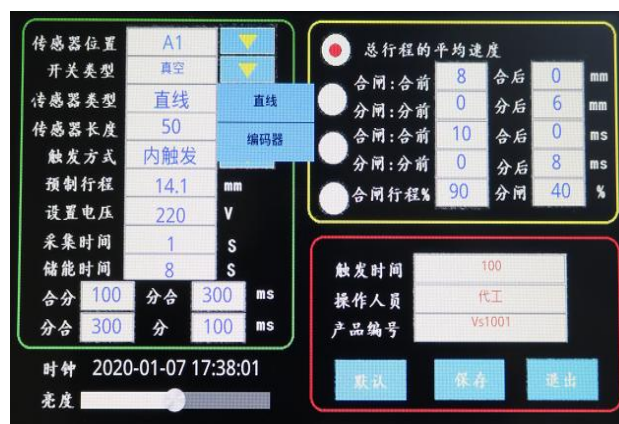 传感器位置 A1
开关类型 真空
传感器类型 直线
直线
传感器长度 50
编码器
触发方式 内触发
预制行程 14.1 mm
设置电压 220 V
采集时间 1 S
储能时间 8 S
合分 100 分合 300 ms
分合 300 分 100 ms
时钟 2020-01-07 17:38:01
亮度
总行程的平均速度
合闸:合前 8 合后 0 mm
分闸:分前 0 分后 6 mm
合闸:合前 10 合后 0 ms
分闸:分前 0 分后 8 ms
合闸行程% 90 分闸 40 %
触发时间 100
操作人员 代工
产品编号 Vs1001
默认 保存 退出